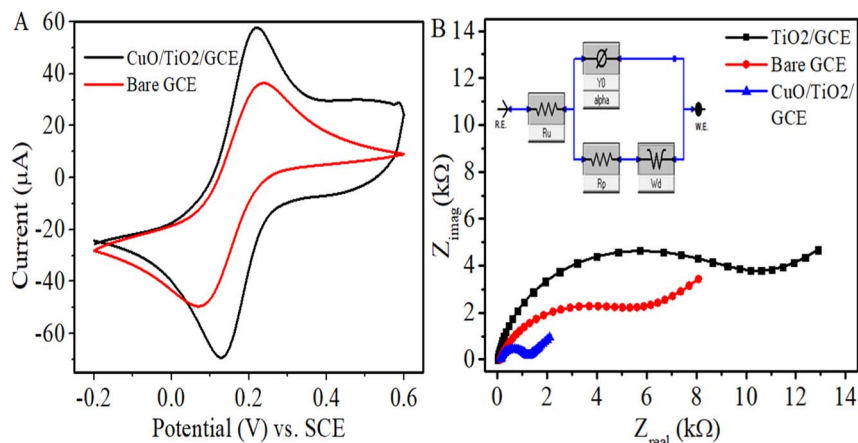 A
60
40
20
0
-20
-40
-60
Current (μA)
CuO/TiO2/GCE
Bare GCE
-0.2
0.0
0.2
0.4
0.6
Potential (V) vs. SCE
B
14
12
10
8
6
4
2
0
Z_imag(kΩ)
TiO2/GCE
Bare GCE
CuO/TiO2/
GCE
R.E.
Ru
Y0
alpha
Rp
Wd
W.E.
0 2 4 6 8 10 12 14
Z_real (kΩ)